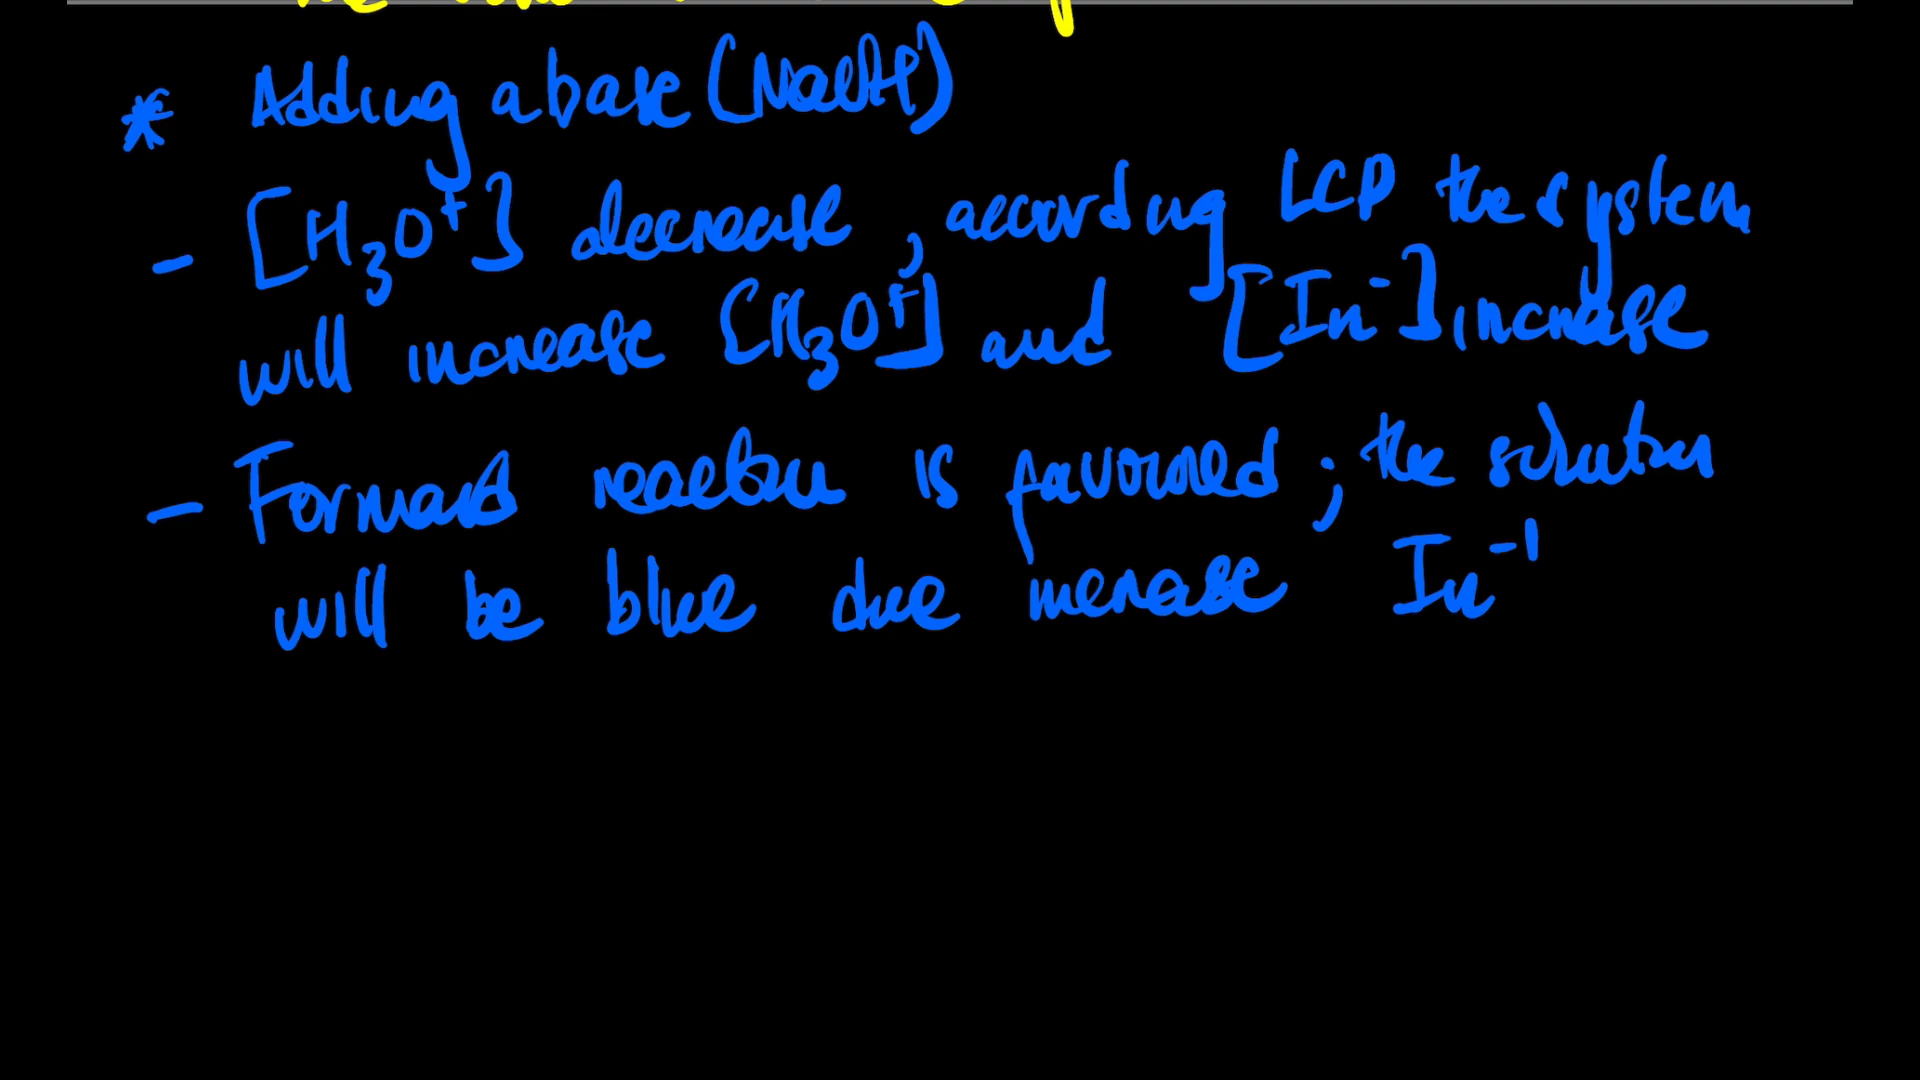 * Adding a base (NaOH)
- [H₃O⁺] decrease, according LCP the system
will increase [H₃O⁺] and [In⁻] increase
- Forward reaction is favoured; the solution
will be blue due increase In⁻¹